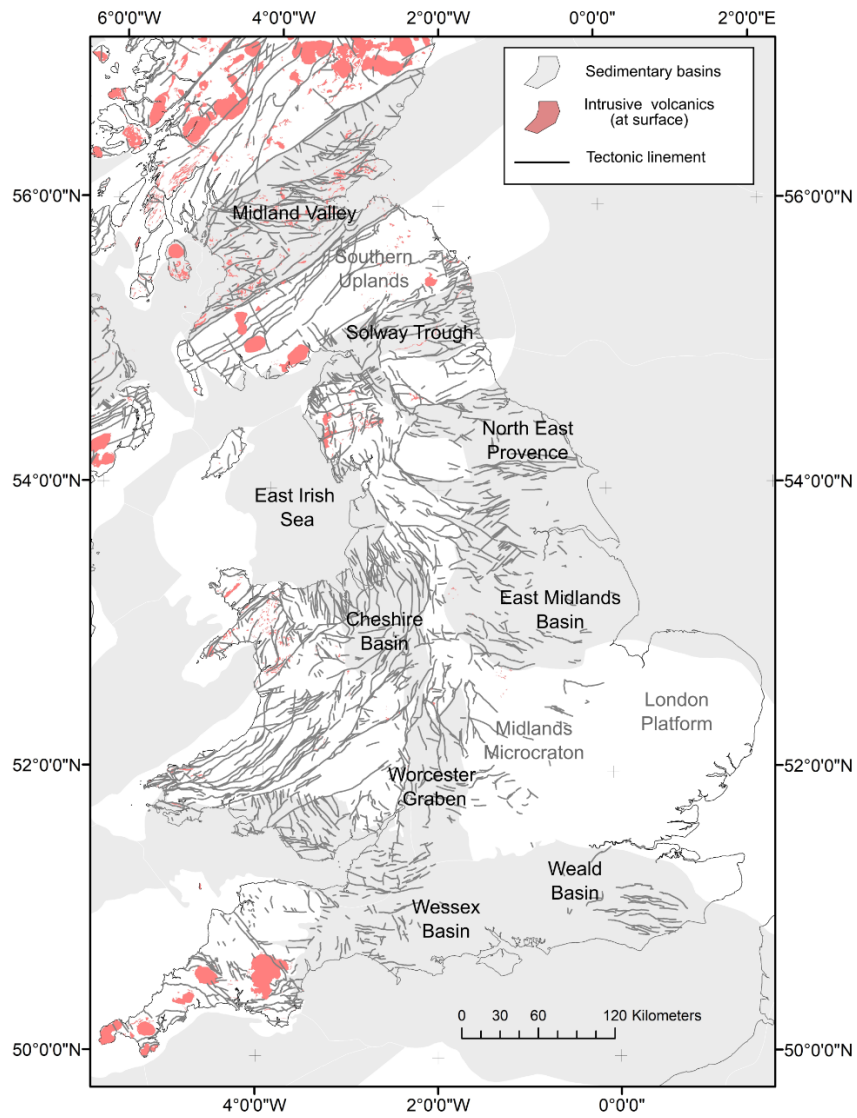 6°0'0"W 4°0'0"W 2°0'0"W 0°0'0" 2°0'0"E
Sedimentary basins
Intrusive volcanics
(at surface)
Tectonic linement
56°0'0"N 56°0'0"N
Midland Valley
Southern
Uplands
Solway Trough
North East
Provence
54°0'0"N 54°0'0"N
East Irish
Sea
East Midlands
Basin
Cheshire
Basin
London
Platform
Midlands
Microcraton
52°0'0"N 52°0'0"N
Worcester
Graben
Weald
Basin
Wessex
Basin
0 30 60 120 Kilometers
50°0'0"N 50°0'0"N
4°0'0"W 2°0'0"W 0°0'0"